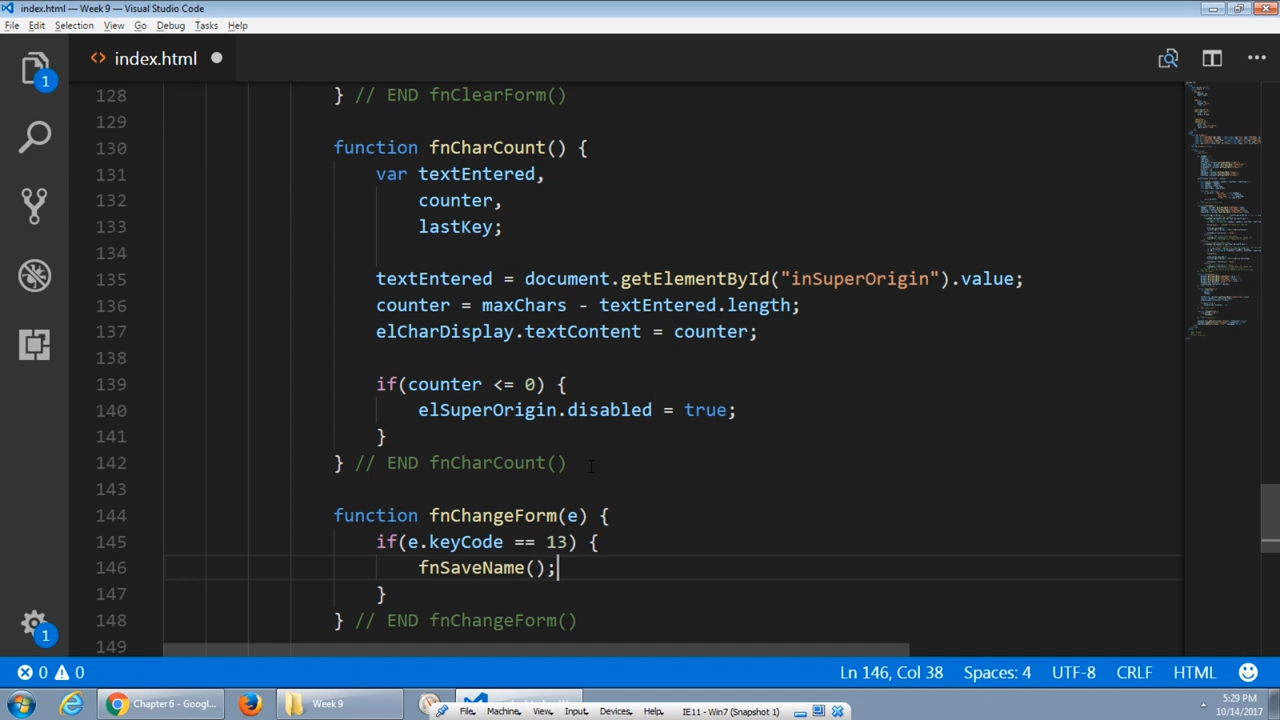 index.html — Week 9 — Visual Studio Code
File Edit Selection View Go Debug Tasks Help
1
<> index.html
128 } // END fnClearForm()
129
130 function fnCharCount() {
131 var textEntered,
132 counter,
133 lastKey;
134
135 textEntered = document.getElementById("inSuperOrigin").value;
136 counter = maxChars - textEntered.length;
137 elCharDisplay.textContent = counter;
138
139 if(counter <= 0) {
140 elSuperOrigin.disabled = true;
141 }
142 } // END fnCharCount()
143
144 function fnChangeForm(e) {
145 if(e.keyCode == 13) {
146 fnSaveName();
147 }
148 } // END fnChangeForm()
149
1
0 0 Ln 146, Col 38 Spaces: 4 UTF-8 CRLF HTML
Chapter 6 - Googl... Week 9 5:29 PM
File, Machine, View, Input, Devices, Help, IE11 - Win7 (Snapshot 1) 10/14/2017